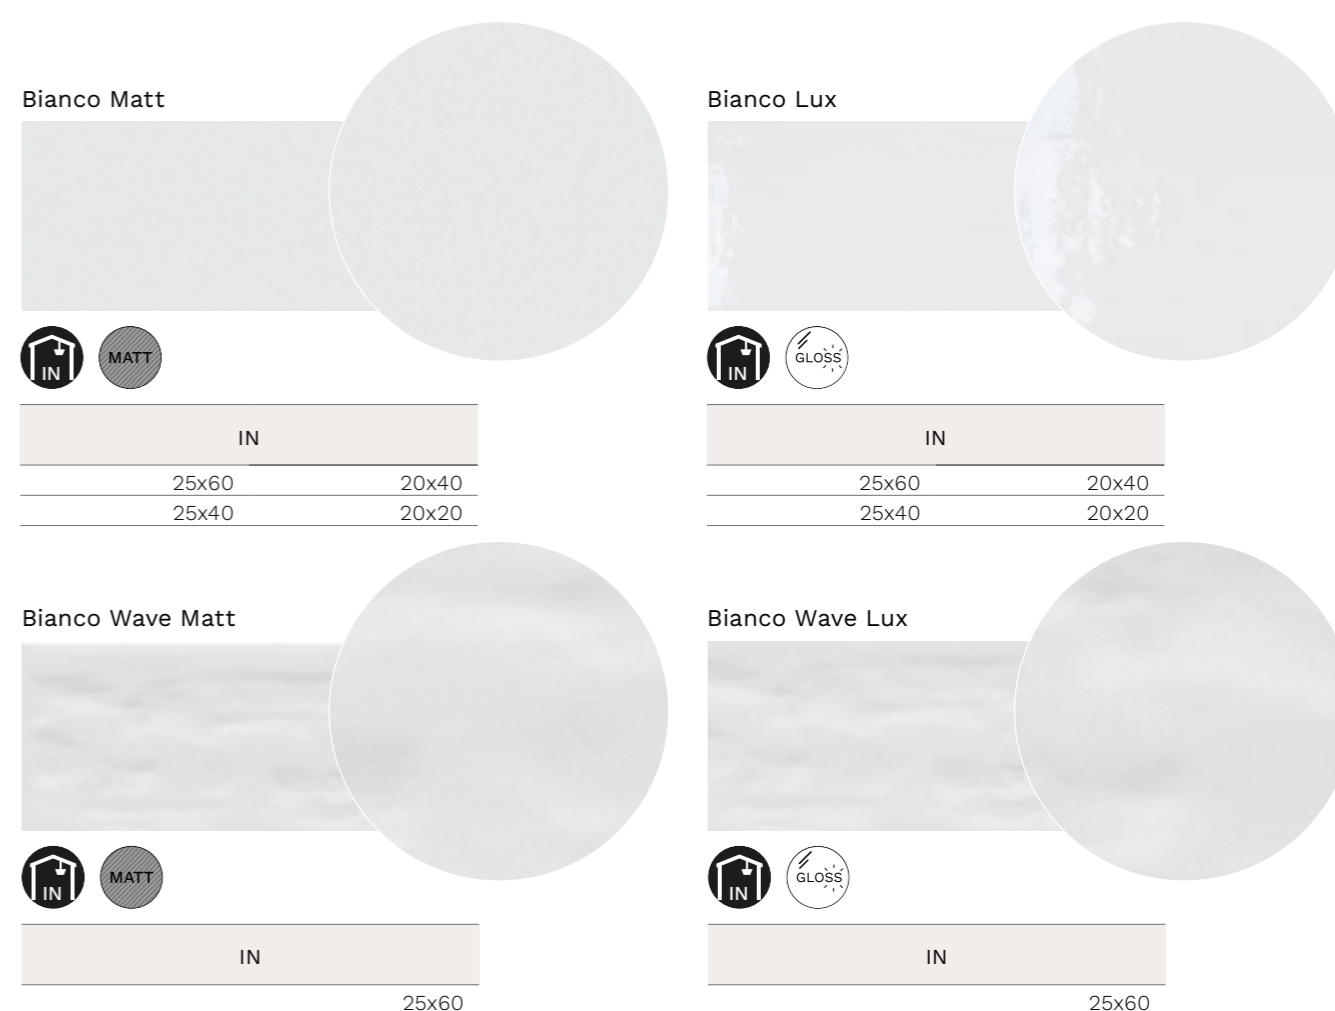 Bianco Matt
IN
MATT
IN
25x60 20x40
25x40 20x20
Bianco Lux
IN
GLOSS
IN
25x60 20x40
25x40 20x20
Bianco Wave Matt
IN
MATT
IN
25x60
Bianco Wave Lux
IN
GLOSS
IN
25x60